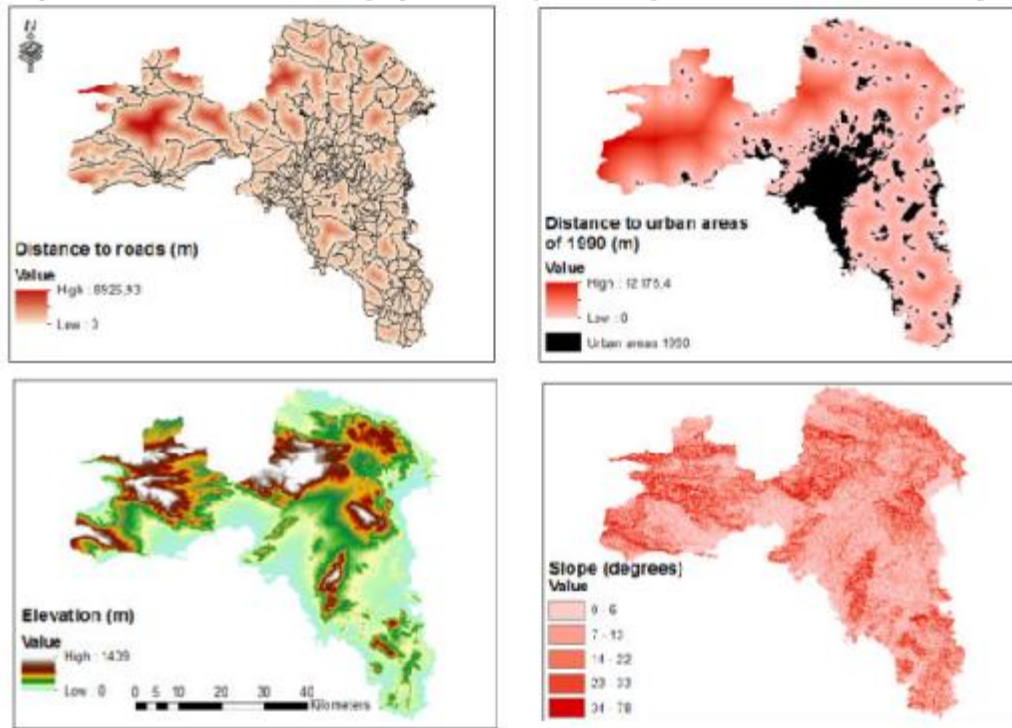 N
Distance to roads (m)
Value
High : 8925,93
Low : 0
Distance to urban areas
of 1990 (m)
Value
High : 12 175,4
Low : 0
Urban areas 1990
Elevation (m)
Value
High : 1439
Low : 0
0 5 10 20 30 40
Kilometers
Slope (degrees)
Value
0 - 6
7 - 13
14 - 22
23 - 33
34 - 78